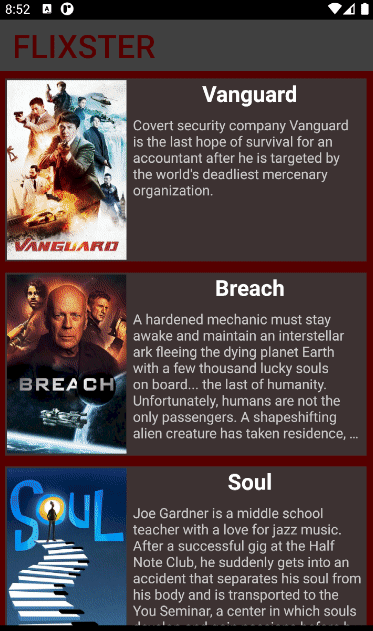 8:52
FLIXSTER
Vanguard
Covert security company Vanguard
is the last hope of survival for an
accountant after he is targeted by
the world's deadliest mercenary
organization.
VANGUARD
Breach
A hardened mechanic must stay
awake and maintain an interstellar
ark fleeing the dying planet Earth
with a few thousand lucky souls
on board... the last of humanity.
Unfortunately, humans are not the
only passengers. A shapeshifting
alien creature has taken residence, ...
BREACH
Soul
Joe Gardner is a middle school
teacher with a love for jazz music.
After a successful gig at the Half
Note Club, he suddenly gets into an
accident that separates his soul from
his body and is transported to the
You Seminar, a center in which souls
SOUL